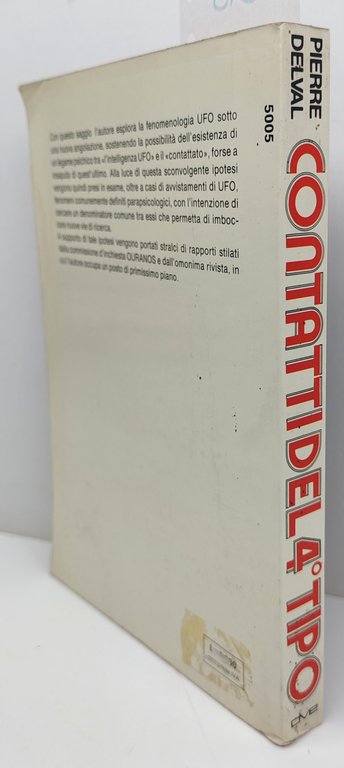 Con questo saggio l'autore esplora la fenomenologia UFO sotto
una nuova angolazione, sostenendo la possibilità dell'esistenza di
un legame psichico tra «l'intelligenza UFO» e il «contattato», forse a
insaputa di quest'ultimo. Alla luce di questa sconvolgente ipotesi
vengono quindi presi in esame, oltre a casi di avvistamenti di UFO,
fenomeni comunemente definiti parapsicologici, con l'intenzione di
cercare un denominatore comune tra essi che permetta di imboc-
care nuove vie di ricerca.
A supporto di tale ipotesi vengono portati stralci di rapporti stilati
dalla commissione d'inchiesta OURANOS e dall'omonima rivista, in
cui l'autore occupa un posto di primissimo piano.
5005
PIERRE
DELVAL
CONTATTI DEL 4° TIPO